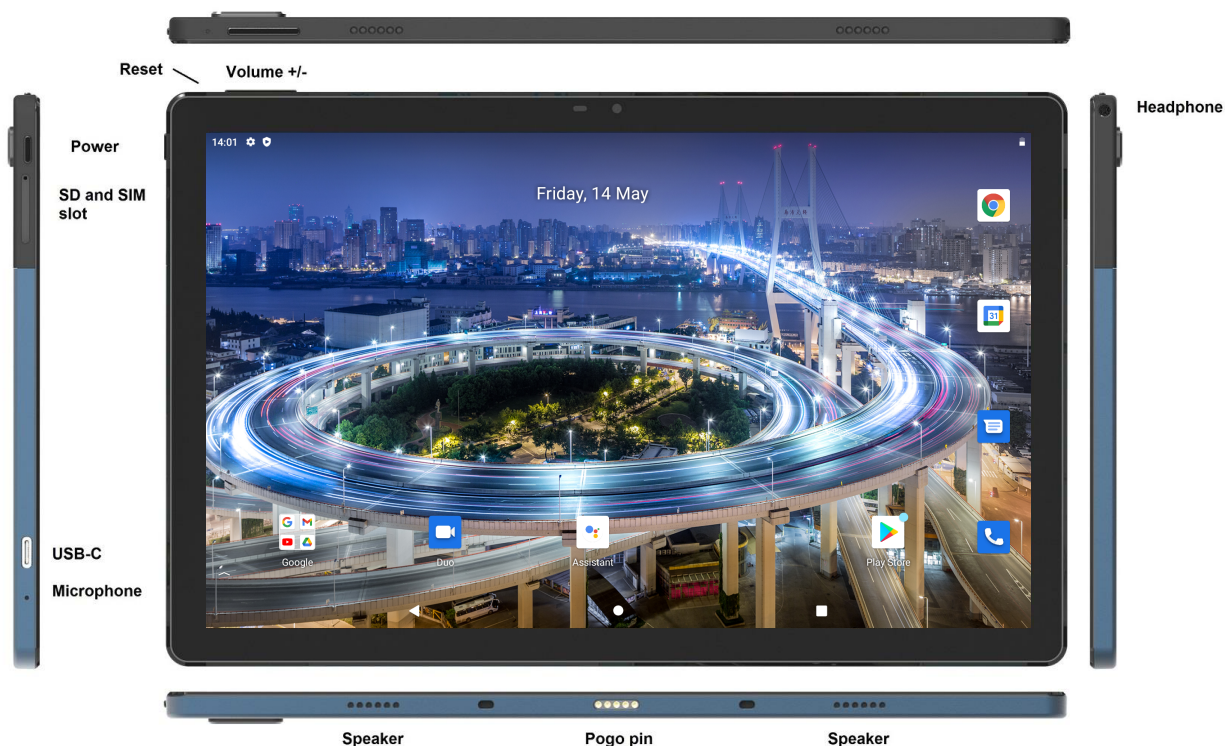 Reset
Volume +/-
Headphone
Power
SD and SIM
slot
14:01
Friday, 14 May
31
Google
Duo
Assistant
Play Store
USB-C
Microphone
Speaker
Pogo pin
Speaker